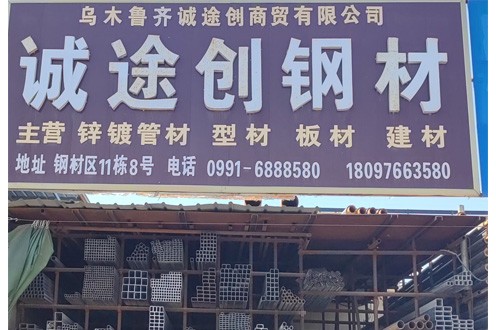 乌木鲁齐诚途创商贸有限公司
诚途创钢材
主营 锌镀管材 型材 板材 建材
地址 钢材区11栋8号 电话 0991-6888580 18097663580